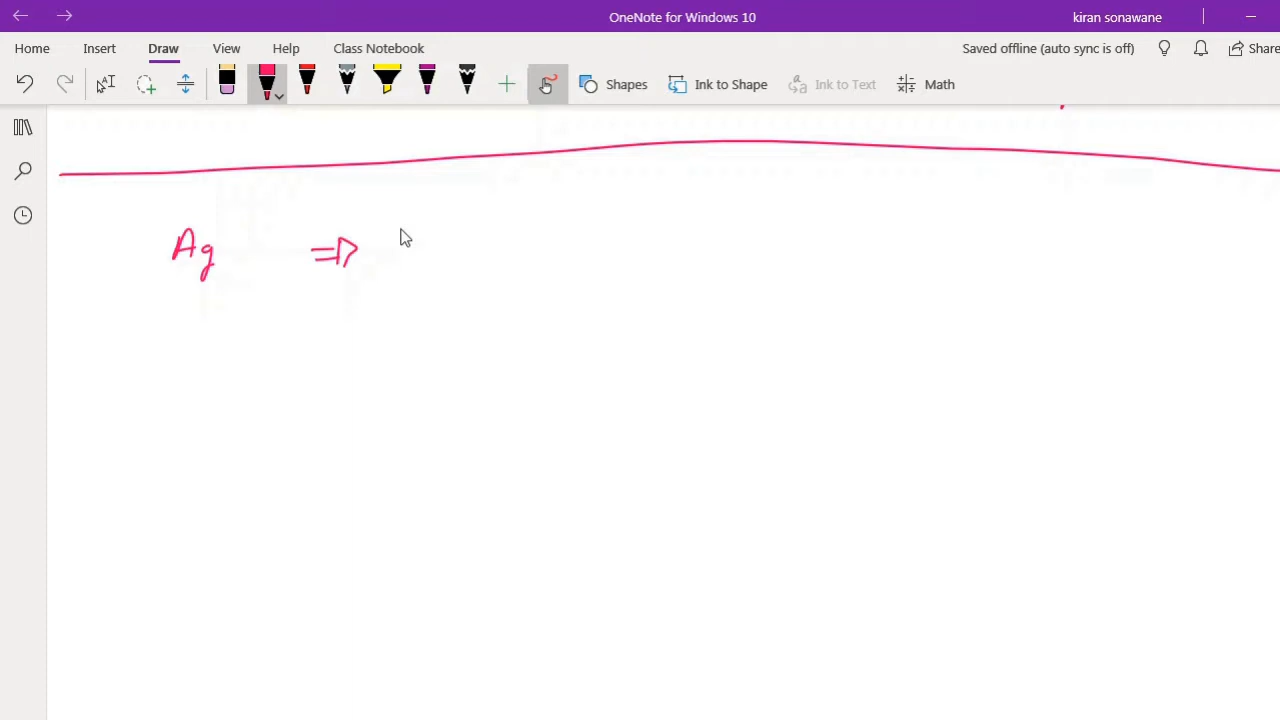 OneNote for Windows 10
kiran sonawane
Home Insert Draw View Help Class Notebook
Saved offline (auto sync is off)
Share
Shapes Ink to Shape Ink to Text Math
Ag ⇒